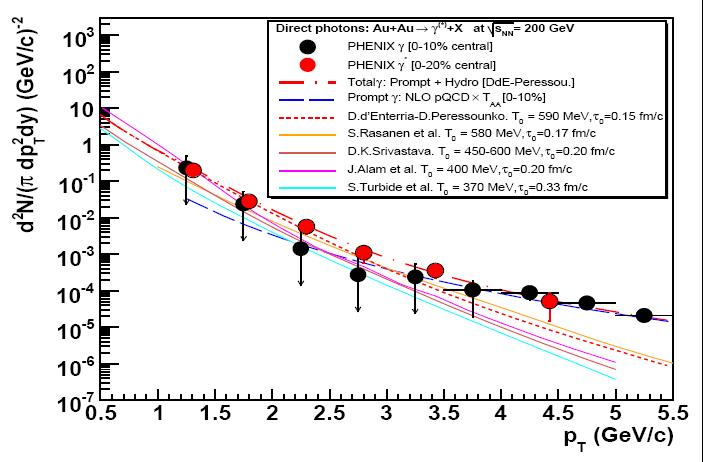 Direct photons: Au+Au → γ(*)+X at √sNN = 200 GeV
PHENIX γ [0-10% central]
PHENIX γ* [0-20% central]
Total γ: Prompt + Hydro [DdE-Peressou.]
Prompt γ: NLO pQCD × TAA [0-10%]
D.d'Enterria-D.Peressounko. T0 = 590 MeV, τ0=0.15 fm/c
S.Rasanen et al. T0 = 580 MeV, τ0=0.17 fm/c
D.K.Srivastava. T0 = 450-600 MeV, τ0=0.20 fm/c
J.Alam et al. T0 = 400 MeV, τ0=0.20 fm/c
S.Turbide et al. T0 = 370 MeV, τ0=0.33 fm/c
d²N/(π dp²Tdy) (GeV/c)⁻²
10³
10²
10
1
10⁻¹
10⁻²
10⁻³
10⁻⁴
10⁻⁵
10⁻⁶
10⁻⁷
0.5 1 1.5 2 2.5 3 3.5 4 4.5 5 5.5
pT (GeV/c)